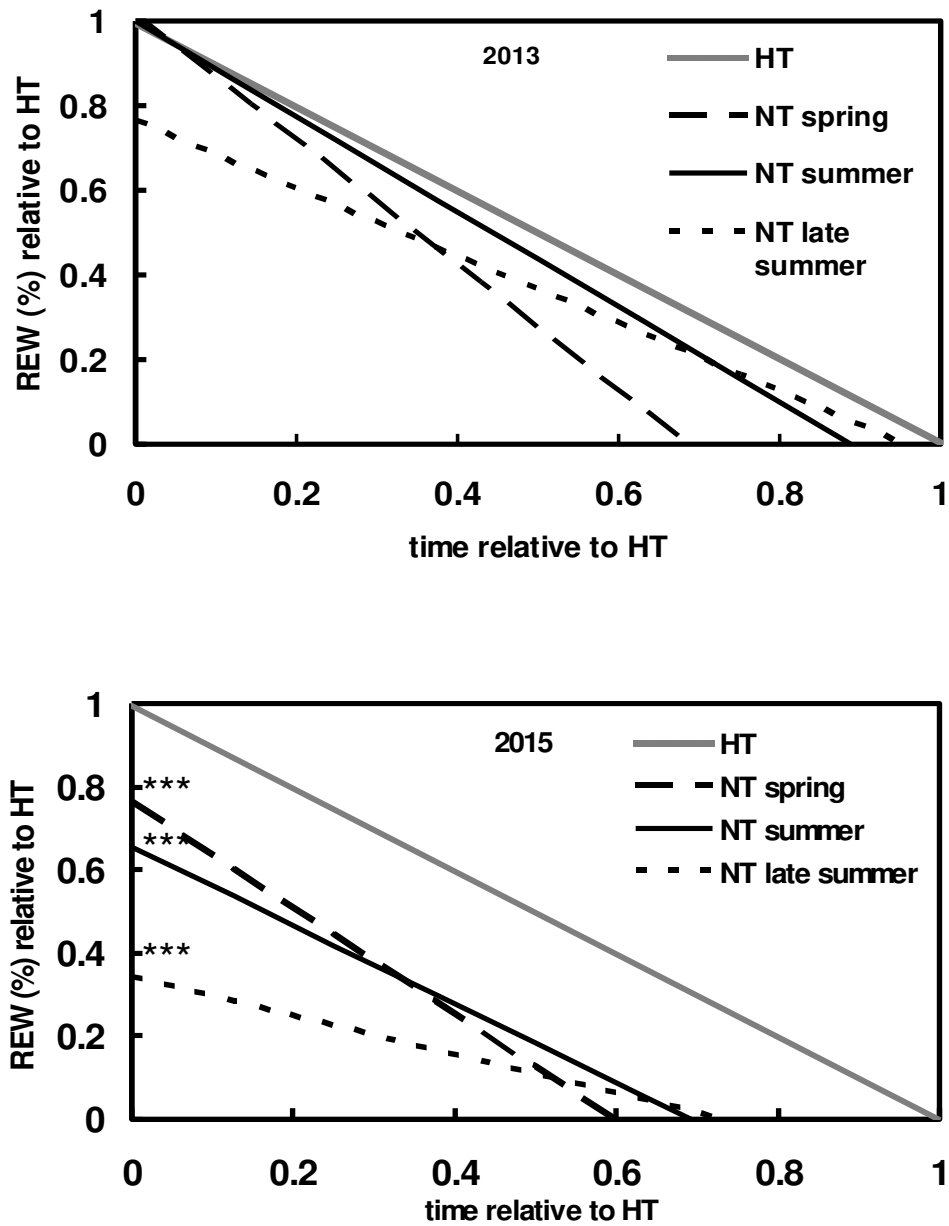 REW (%) relative to HT
1
0.8
0.6
0.4
0.2
0
2013
HT
NT spring
NT summer
NT late
summer
0 0.2 0.4 0.6 0.8 1
time relative to HT
REW (%) relative to HT
1
0.8
0.6
0.4
0.2
0
***
***
***
2015
HT
NT spring
NT summer
NT late summer
0 0.2 0.4 0.6 0.8 1
time relative to HT